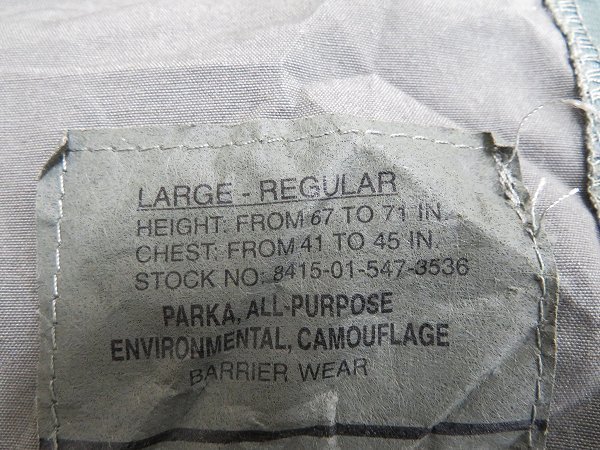 LARGE - REGULAR
HEIGHT: FROM 67 TO 71 IN.
CHEST: FROM 41 TO 45 IN.
STOCK NO: 8415-01-547-3536
PARKA, ALL-PURPOSE
ENVIRONMENTAL, CAMOUFLAGE
BARRIER WEAR